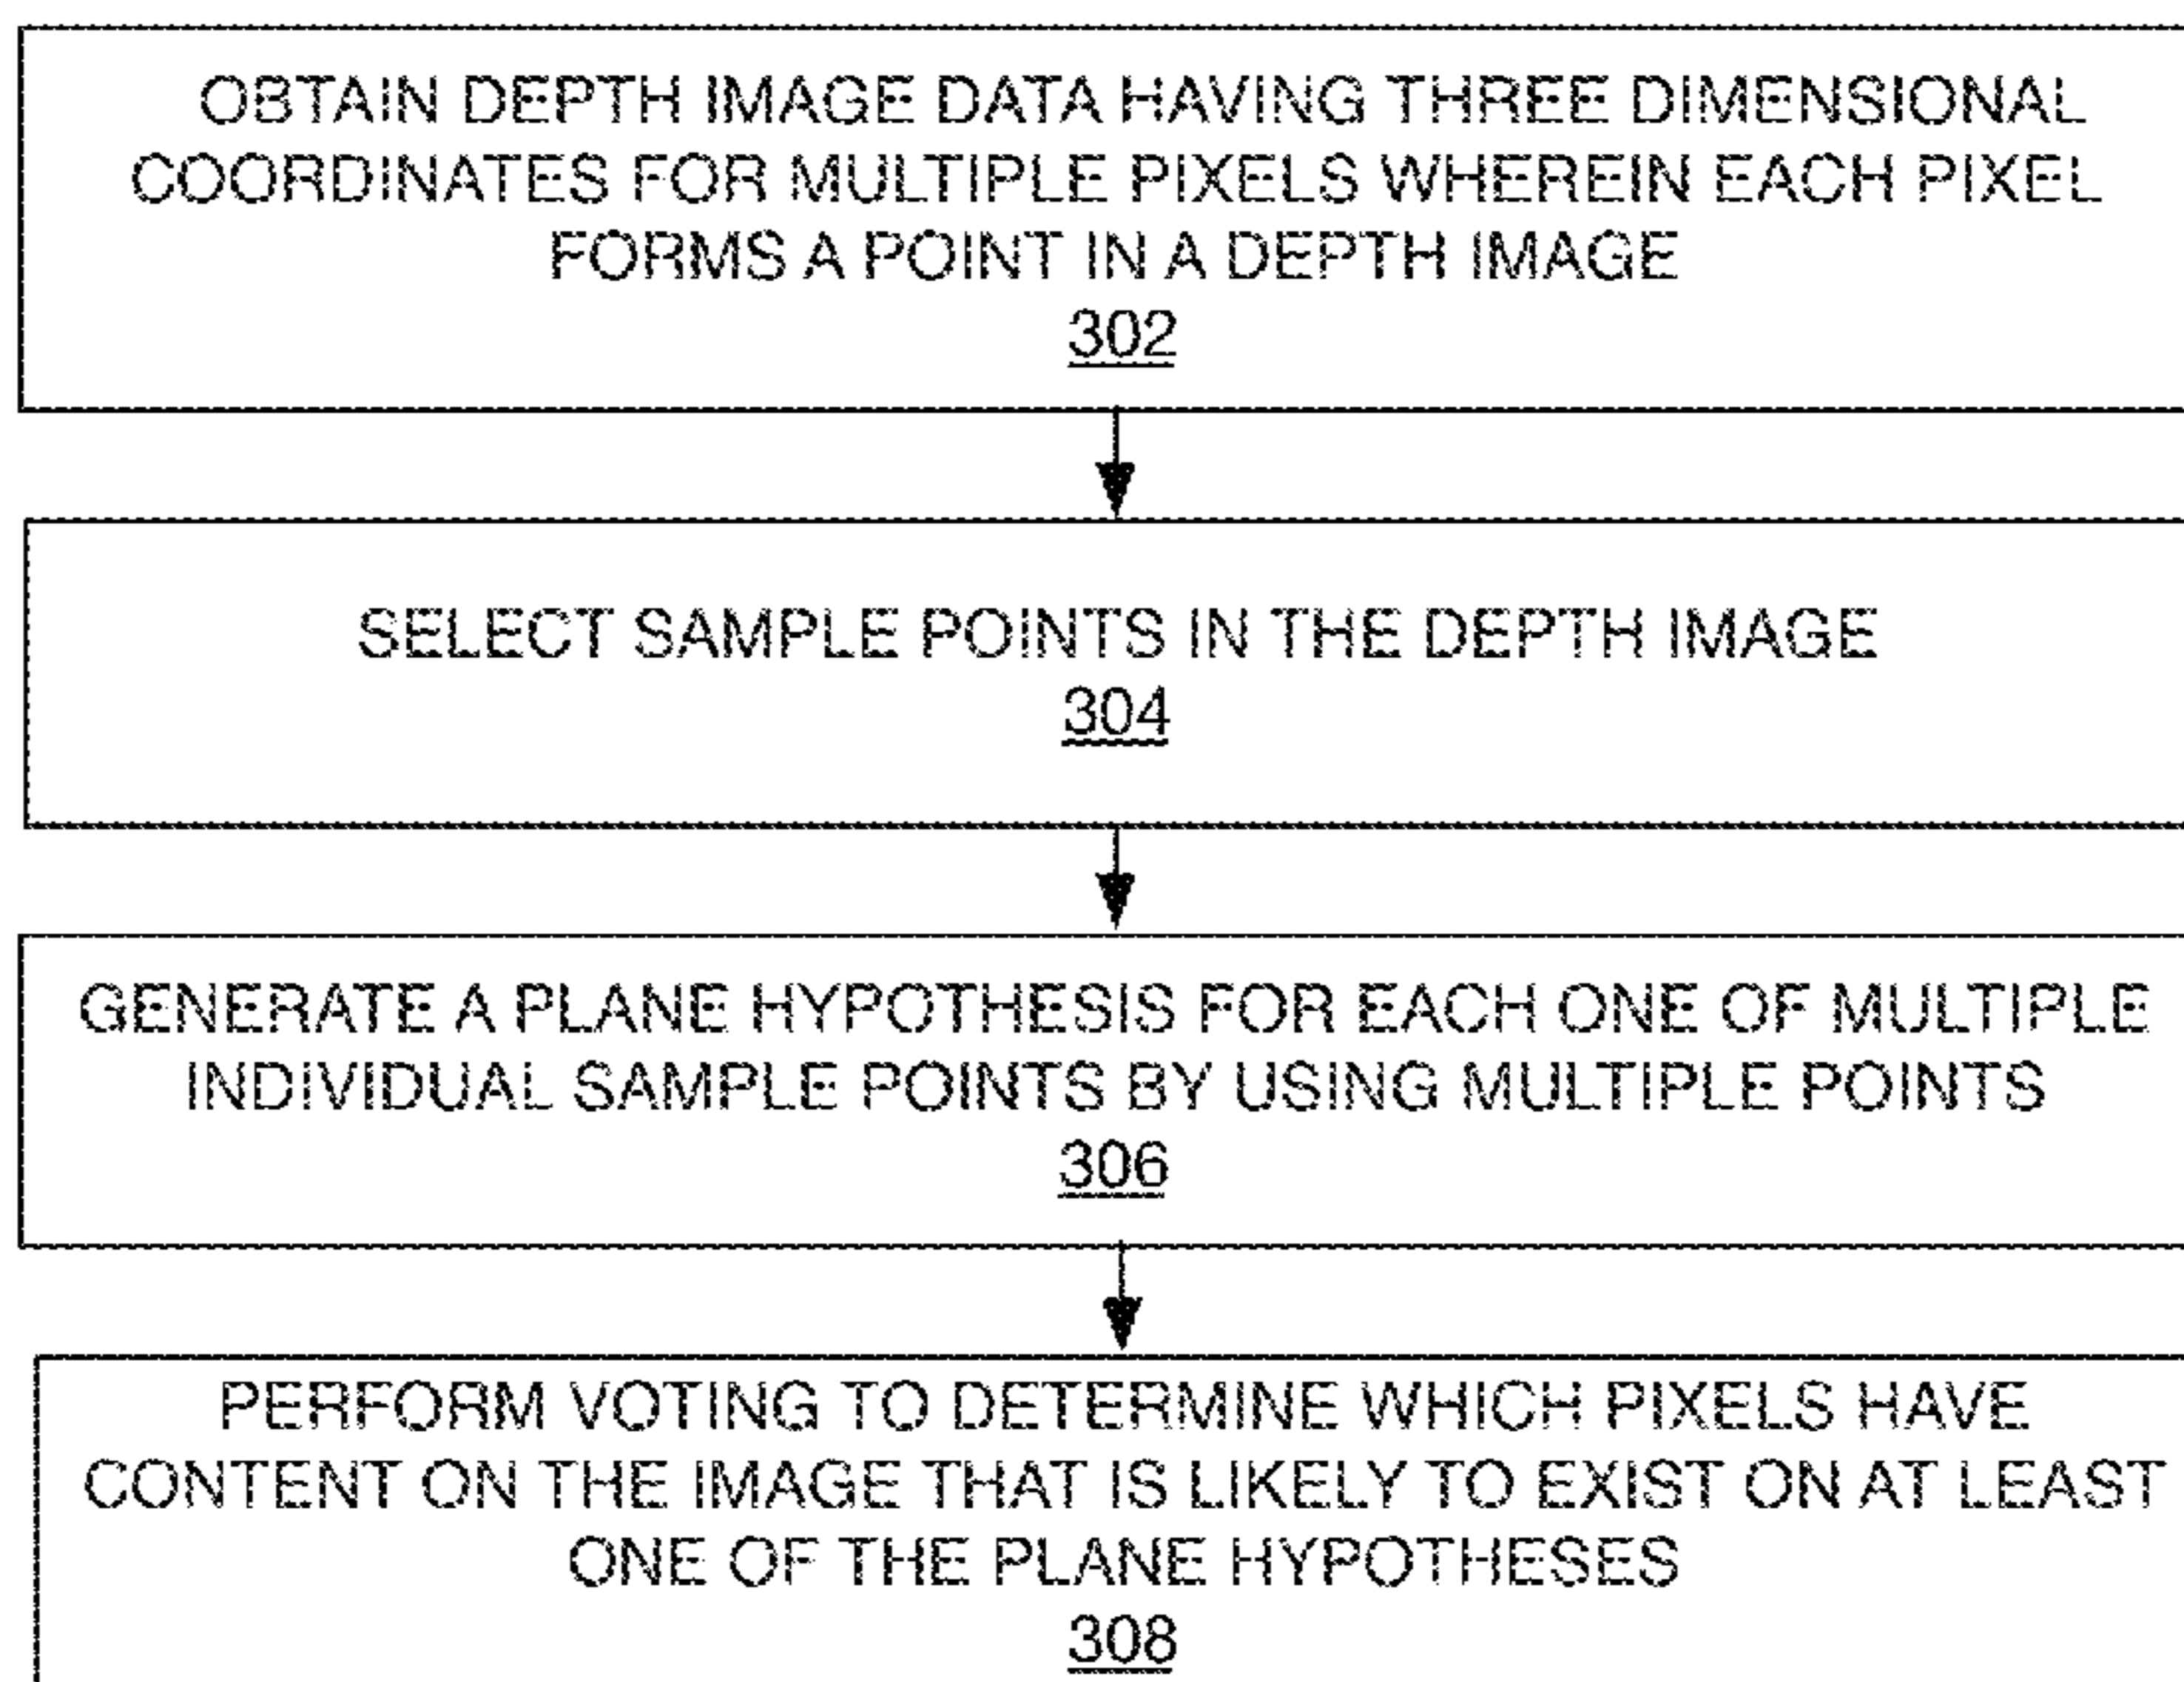 OBTAIN DEPTH IMAGE DATA HAVING THREE DIMENSIONAL
COORDINATES FOR MULTIPLE PIXELS WHEREIN EACH PIXEL
FORMS A POINT IN A DEPTH IMAGE
302
SELECT SAMPLE POINTS IN THE DEPTH IMAGE
304
GENERATE A PLANE HYPOTHESIS FOR EACH ONE OF MULTIPLE
INDIVIDUAL SAMPLE POINTS BY USING MULTIPLE POINTS
306
PERFORM VOTING TO DETERMINE WHICH PIXELS HAVE
CONTENT ON THE IMAGE THAT IS LIKELY TO EXIST ON AT LEAST
ONE OF THE PLANE HYPOTHESES
308